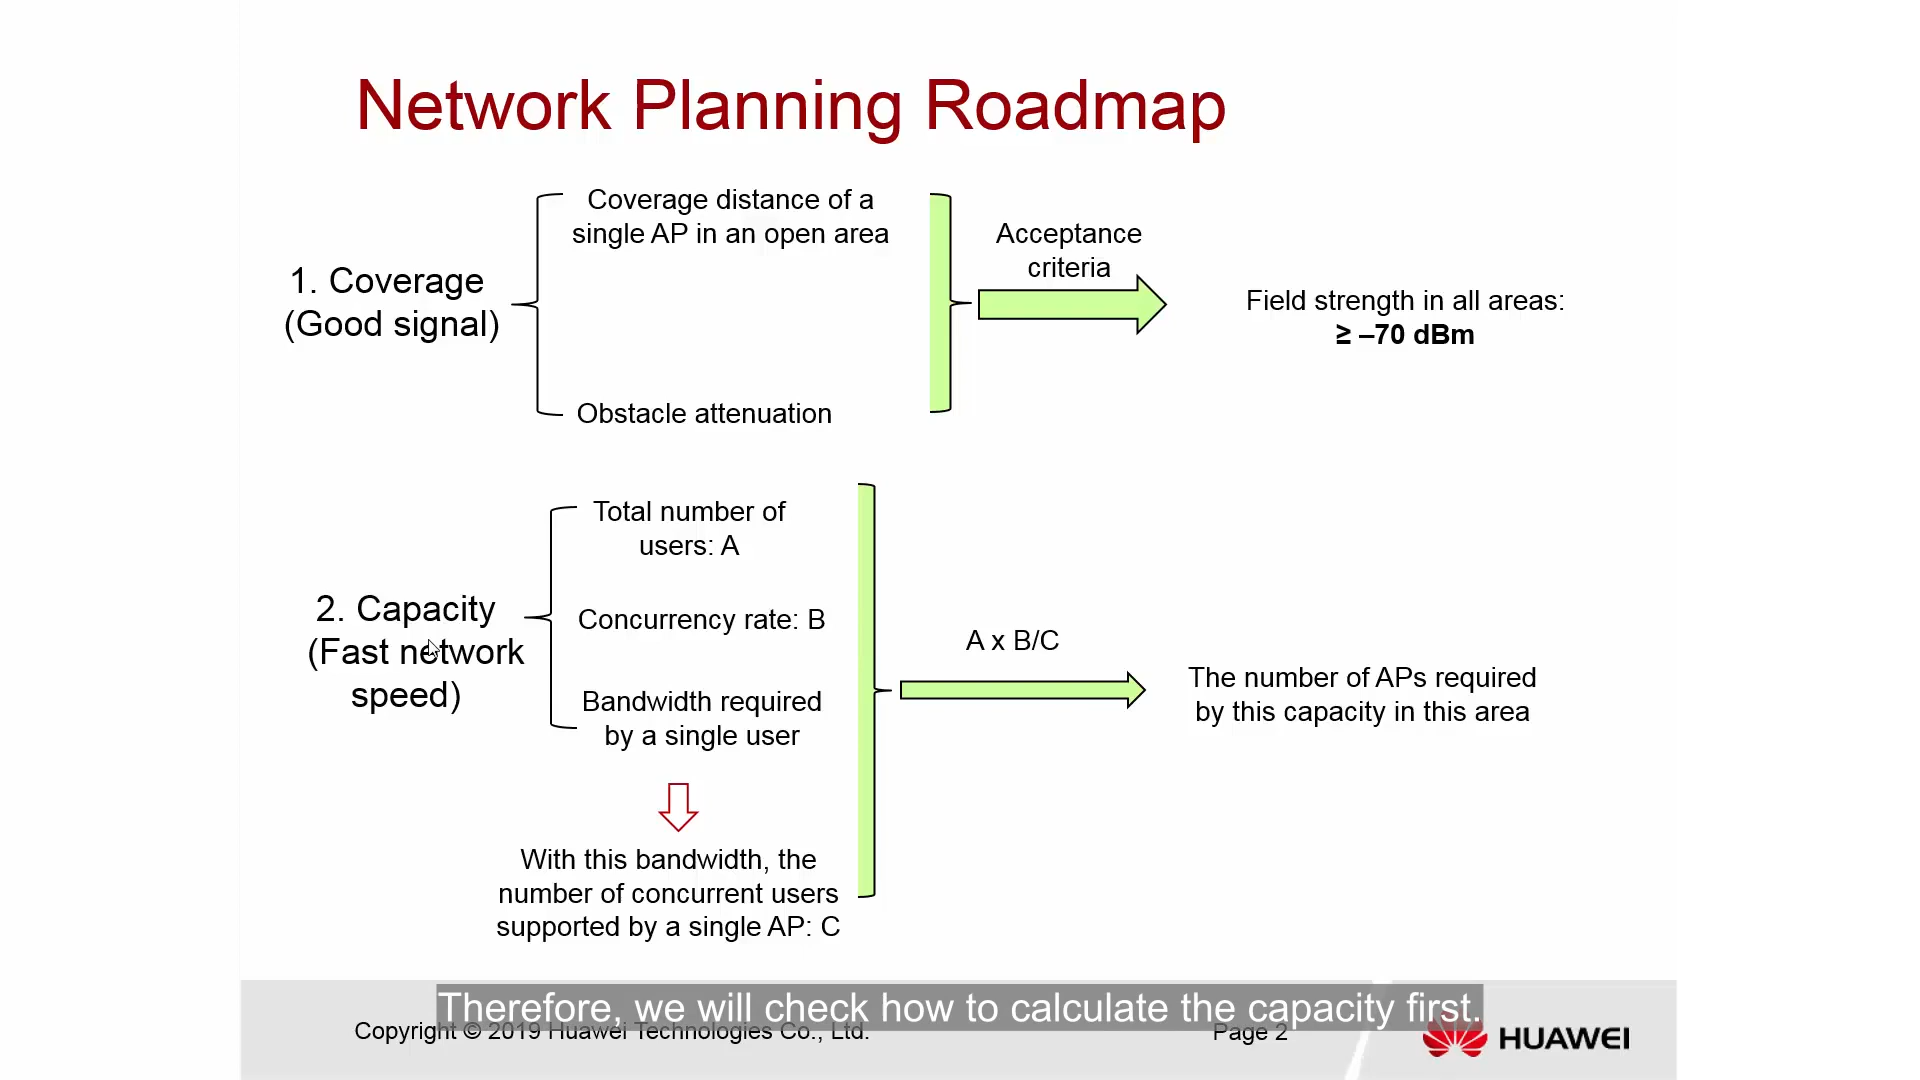 Network Planning Roadmap
Coverage distance of a
single AP in an open area
Acceptance
criteria
1. Coverage
(Good signal)
Field strength in all areas:
≥ –70 dBm
Obstacle attenuation
Total number of
users: A
2. Capacity
(Fast network
speed)
Concurrency rate: B
A x B/C
Bandwidth required
by a single user
The number of APs required
by this capacity in this area
With this bandwidth, the
number of concurrent users
supported by a single AP: C
Therefore, we will check how to calculate the capacity first.
Copyright © 2019 Huawei Technologies Co., Ltd.
Page 2
HUAWEI